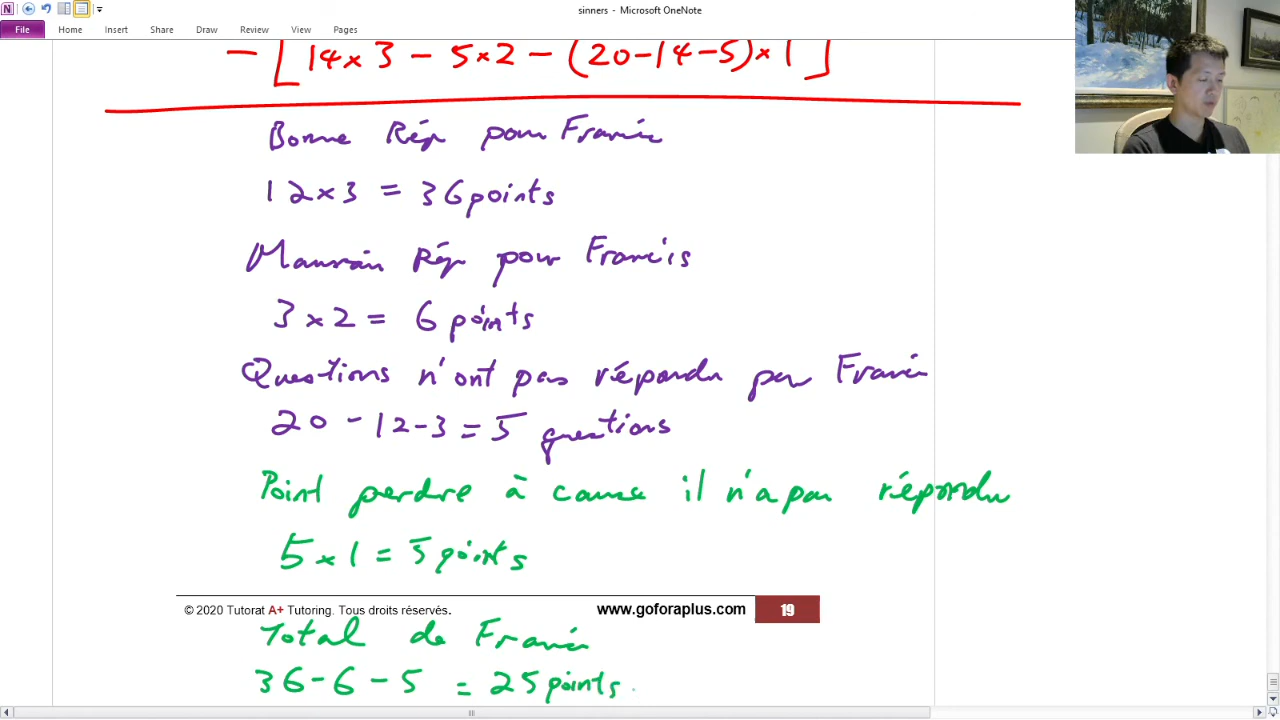 sinners - Microsoft OneNote
File Home Insert Share Draw Review View Pages
- [ 14 × 3 - 5 × 2 - (20 - 14 - 5) × 1 ]
Bonne Rép pour Francis
12 × 3 = 36 points
Mauvais Rép pour Francis
3 × 2 = 6 points
Questions n'ont pas répondu par Francis
20 - 12 - 3 = 5 questions
Point perdre à cause il n'a pas répondu
5 × 1 = 5 points
© 2020 Tutorat A+ Tutoring. Tous droits réservés. www.goforaplus.com 19
Total de Francis
36 - 6 - 5 = 25 points.